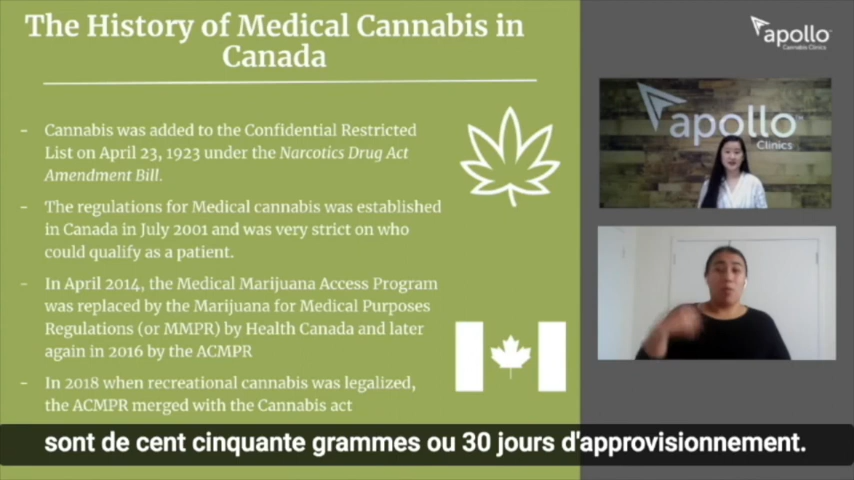 The History of Medical Cannabis in
Canada
- Cannabis was added to the Confidential Restricted
List on April 23, 1923 under the Narcotics Drug Act
Amendment Bill.
- The regulations for Medical cannabis was established
in Canada in July 2001 and was very strict on who
could qualify as a patient.
- In April 2014, the Medical Marijuana Access Program
was replaced by the Marijuana for Medical Purposes
Regulations (or MMPR) by Health Canada and later
again in 2016 by the ACMPR
- In 2018 when recreational cannabis was legalized,
the ACMPR merged with the Cannabis act
apollo
Cannabis Clinics
apollo™
Clinics
sont de cent cinquante grammes ou 30 jours d'approvisionnement.